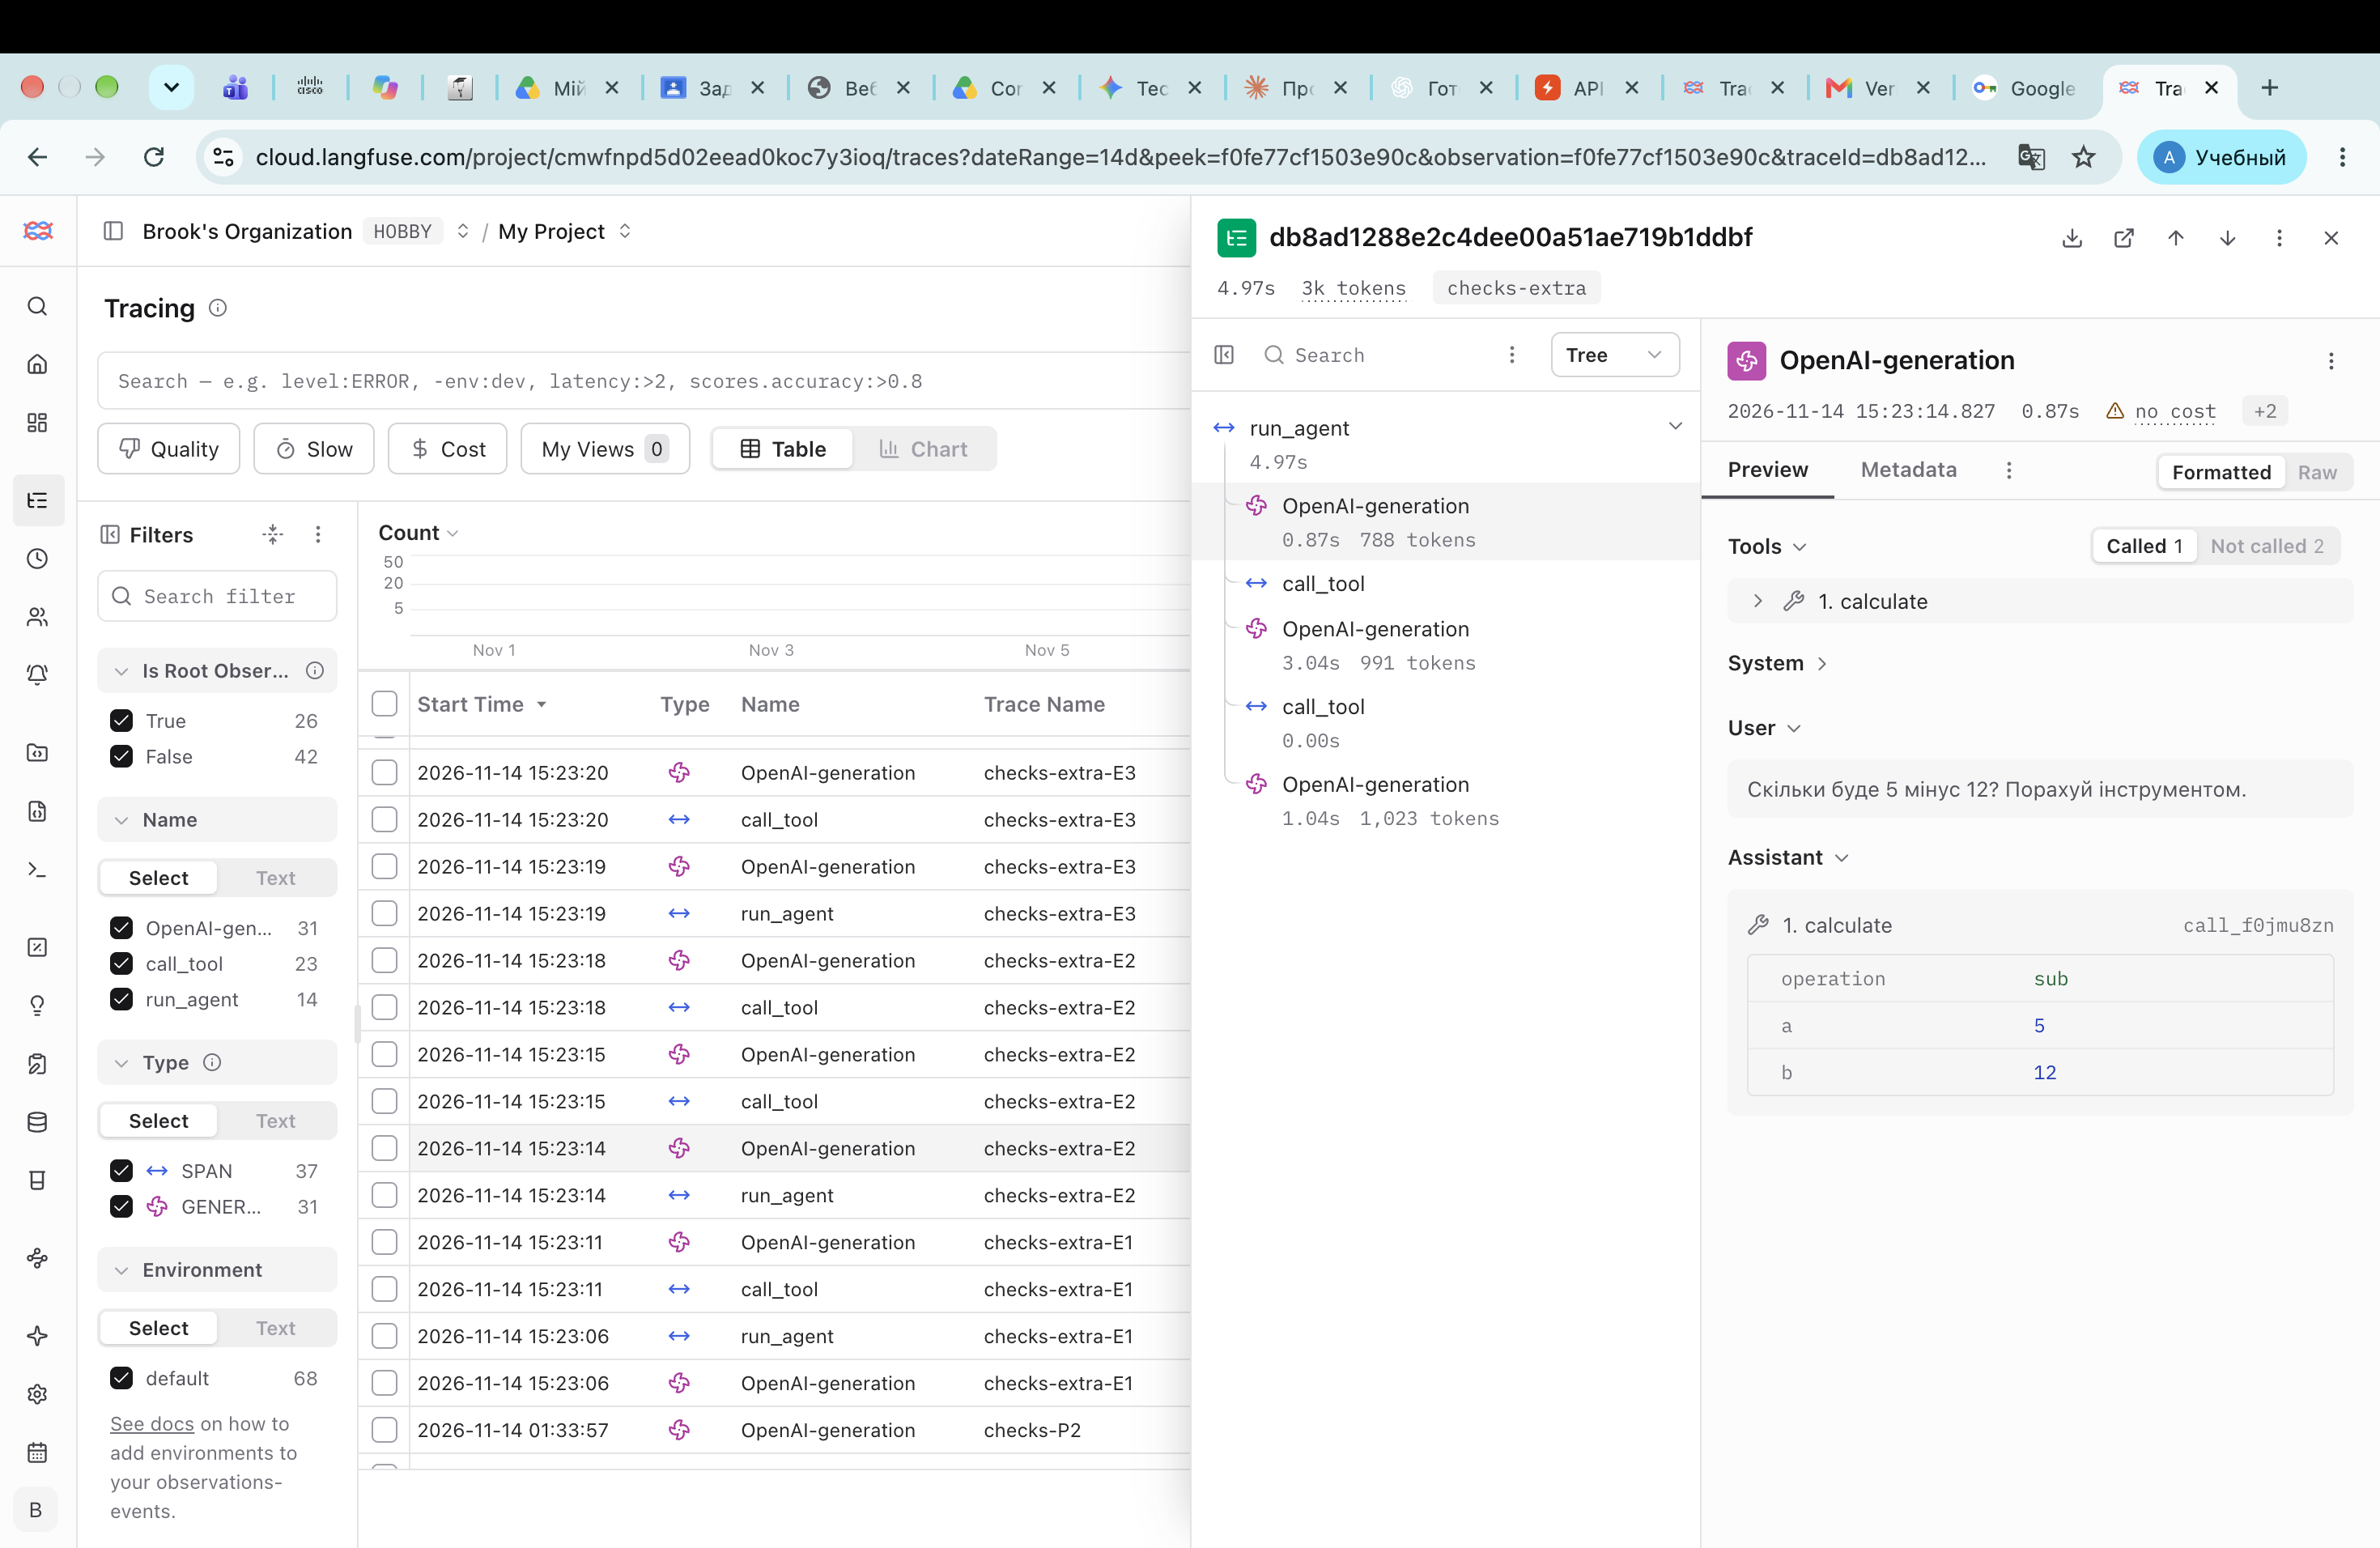 Мій
Зад
Веб
Cor
Tec
Прс
Гот
API
Tra
Ver
Google
Tra
cloud.langfuse.com/project/cmwfnpd5d02eead0koc7y3ioq/traces?dateRange=14d&peek=f0fe77cf1503e90c&observation=f0fe77cf1503e90c&traceId=db8ad12...
A Учебный
Brook's Organization HOBBY / My Project
Tracing
Search — e.g. level:ERROR, -env:dev, latency:>2, scores.accuracy:>0.8
Quality Slow Cost My Views 0 Table Chart
Filters
Search filter
Is Root Obser...
True 26
False 42
Name
Select Text
OpenAI-gen... 31
call_tool 23
run_agent 14
Type
Select Text
SPAN 37
GENER... 31
Environment
Select Text
default 68
See docs on how to
add environments to
your observations-
events.
B
Count
50
20
5
Nov 1 Nov 3 Nov 5
Start Time Type Name Trace Name
2026-11-14 15:23:20 OpenAI-generation checks-extra-E3
2026-11-14 15:23:20 call_tool checks-extra-E3
2026-11-14 15:23:19 OpenAI-generation checks-extra-E3
2026-11-14 15:23:19 run_agent checks-extra-E3
2026-11-14 15:23:18 OpenAI-generation checks-extra-E2
2026-11-14 15:23:18 call_tool checks-extra-E2
2026-11-14 15:23:15 OpenAI-generation checks-extra-E2
2026-11-14 15:23:15 call_tool checks-extra-E2
2026-11-14 15:23:14 OpenAI-generation checks-extra-E2
2026-11-14 15:23:14 run_agent checks-extra-E2
2026-11-14 15:23:11 OpenAI-generation checks-extra-E1
2026-11-14 15:23:11 call_tool checks-extra-E1
2026-11-14 15:23:06 run_agent checks-extra-E1
2026-11-14 15:23:06 OpenAI-generation checks-extra-E1
2026-11-14 01:33:57 OpenAI-generation checks-P2
db8ad1288e2c4dee00a51ae719b1ddbf
4.97s 3k tokens checks-extra
Search Tree
run_agent
4.97s
OpenAI-generation
0.87s 788 tokens
call_tool
OpenAI-generation
3.04s 991 tokens
call_tool
0.00s
OpenAI-generation
1.04s 1,023 tokens
OpenAI-generation
2026-11-14 15:23:14.827 0.87s no cost +2
Preview Metadata Formatted Raw
Tools Called 1 Not called 2
1. calculate
System
User
Скільки буде 5 мінус 12? Порахуй інструментом.
Assistant
1. calculate call_f0jmu8zn
operation sub
a 5
b 12